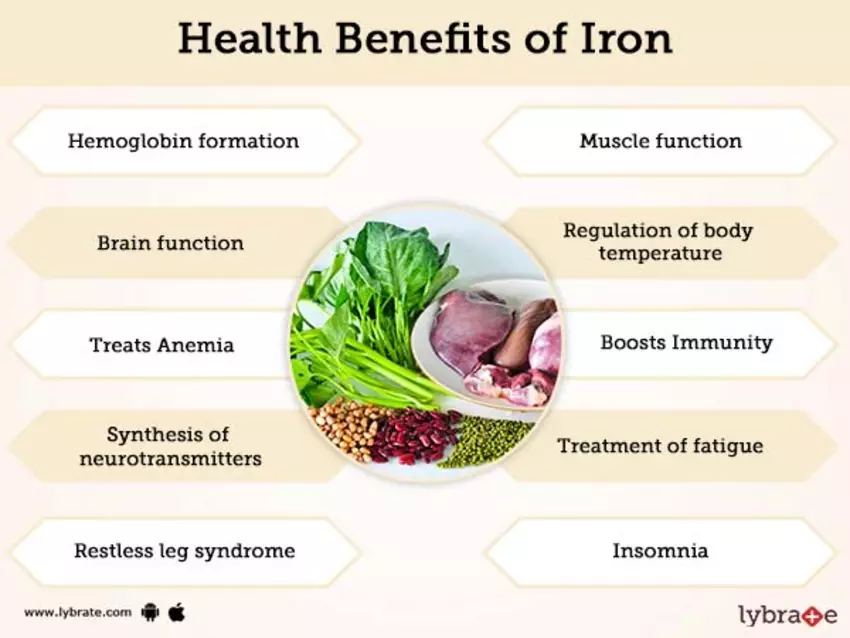 Health Benefits of Iron
Hemoglobin formation
Muscle function
Brain function
Regulation of body
temperature
Treats Anemia
Boosts Immunity
Synthesis of
neurotransmitters
Treatment of fatigue
Restless leg syndrome
Insomnia
www.lybrate.com
lybrate